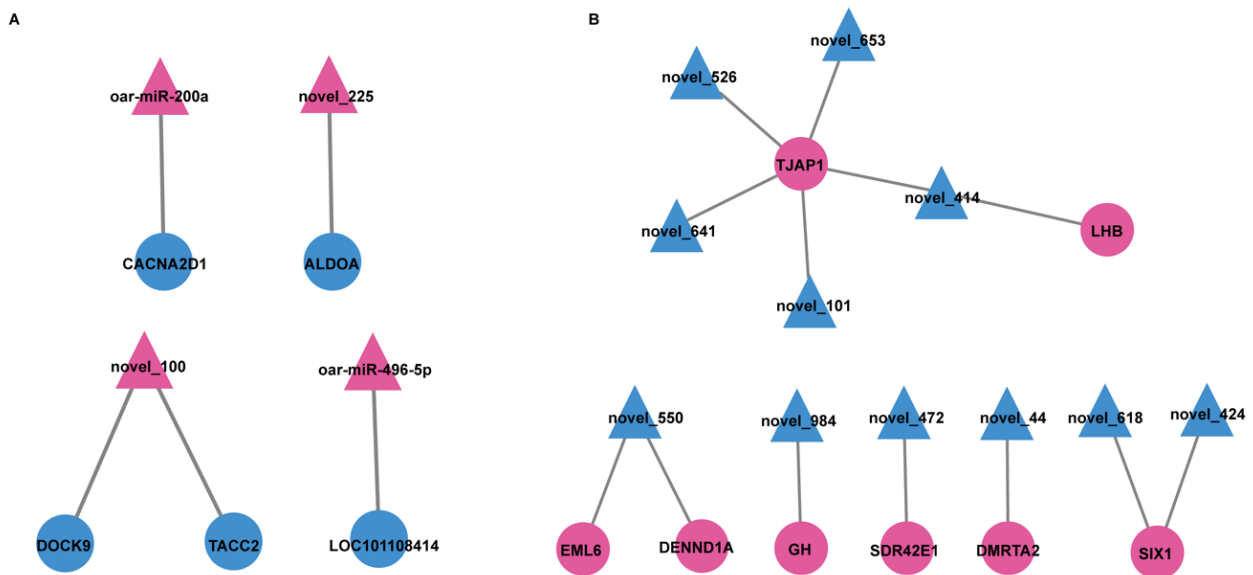 A
oar-miR-200a
novel_225
CACNA2D1
ALDOA
novel_100
oar-miR-496-5p
DOCK9
TACC2
LOC101108414
B
novel_653
novel_526
TJAP1
novel_414
LHB
novel_641
novel_101
novel_550
novel_984
novel_472
novel_44
novel_618
novel_424
EML6
DENND1A
GH
SDR42E1
DMRTA2
SIX1